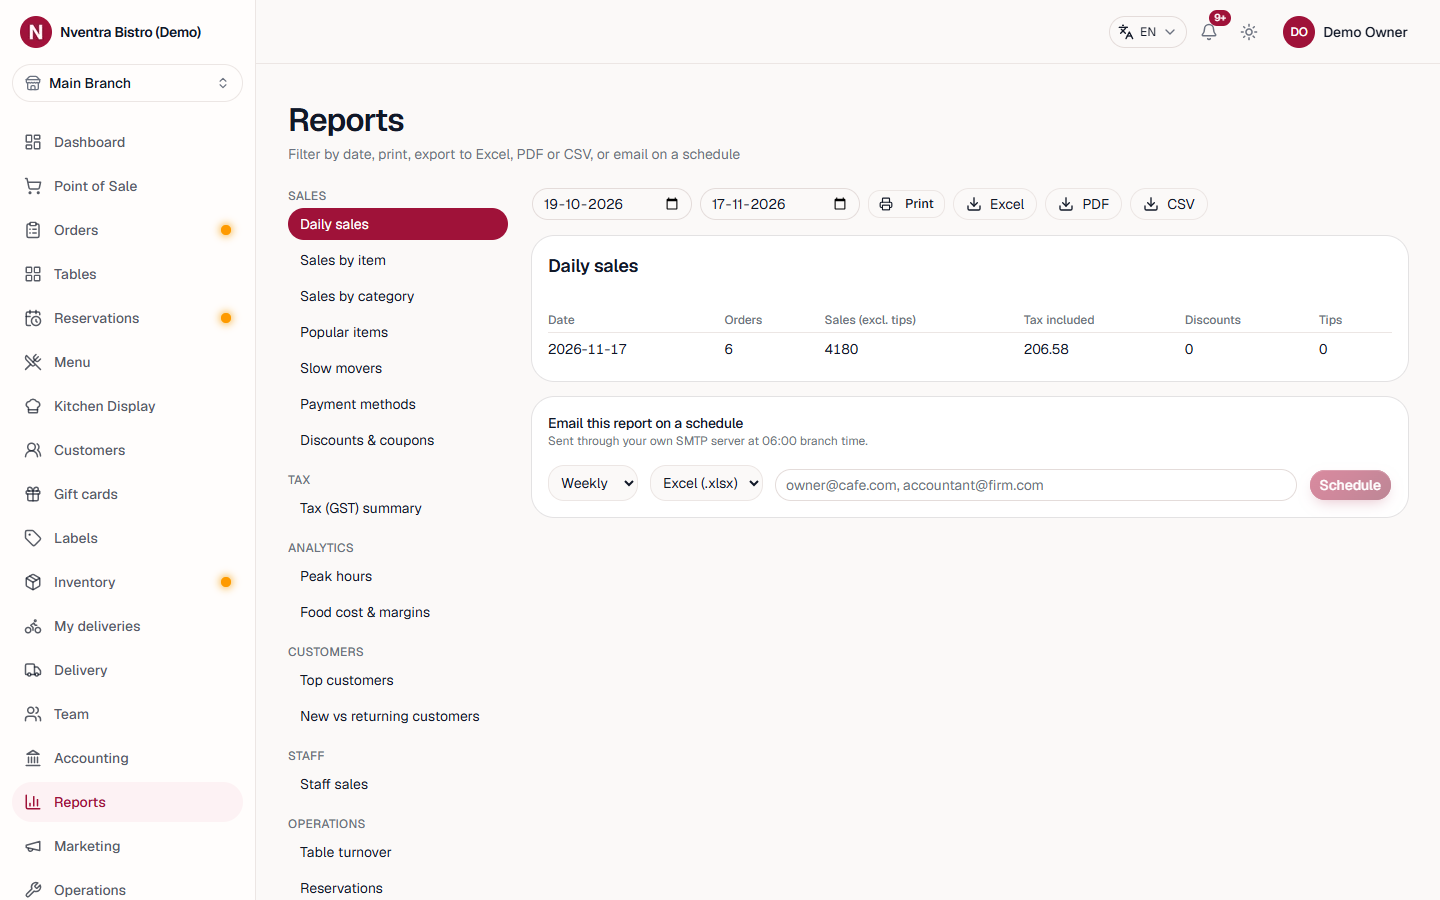 N
Nventra Bistro (Demo)
EN
9+
DO
Demo Owner
Main Branch
Dashboard
Point of Sale
Orders
Tables
Reservations
Menu
Kitchen Display
Customers
Gift cards
Labels
Inventory
My deliveries
Delivery
Team
Accounting
Reports
Marketing
Operations
Reports
Filter by date, print, export to Excel, PDF or CSV, or email on a schedule
SALES
Daily sales
Sales by item
Sales by category
Popular items
Slow movers
Payment methods
Discounts & coupons
TAX
Tax (GST) summary
ANALYTICS
Peak hours
Food cost & margins
CUSTOMERS
Top customers
New vs returning customers
STAFF
Staff sales
OPERATIONS
Table turnover
Reservations
19-10-2026 17-11-2026 Print Excel PDF CSV
Daily sales
Date Orders Sales (excl. tips) Tax included Discounts Tips
2026-11-17 6 4180 206.58 0 0
Email this report on a schedule
Sent through your own SMTP server at 06:00 branch time.
Weekly Excel (.xlsx) owner@cafe.com, accountant@firm.com Schedule